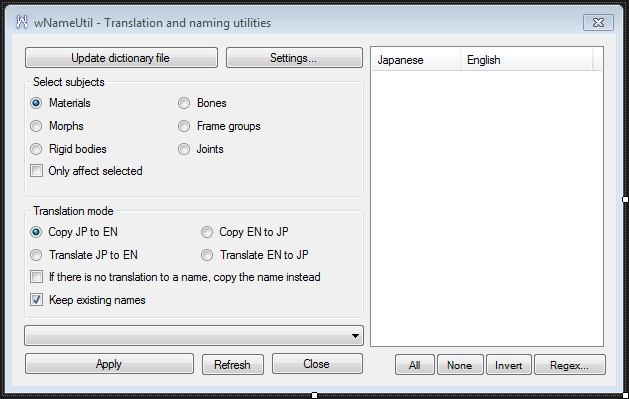 wNameUtil - Translation and naming utilities
Update dictionary file
Settings...
Japanese English
Select subjects
Materials Bones
Morphs Frame groups
Rigid bodies Joints
Only affect selected
Translation mode
Copy JP to EN Copy EN to JP
Translate JP to EN Translate EN to JP
If there is no translation to a name, copy the name instead
Keep existing names
Apply Refresh Close
All None Invert Regex...